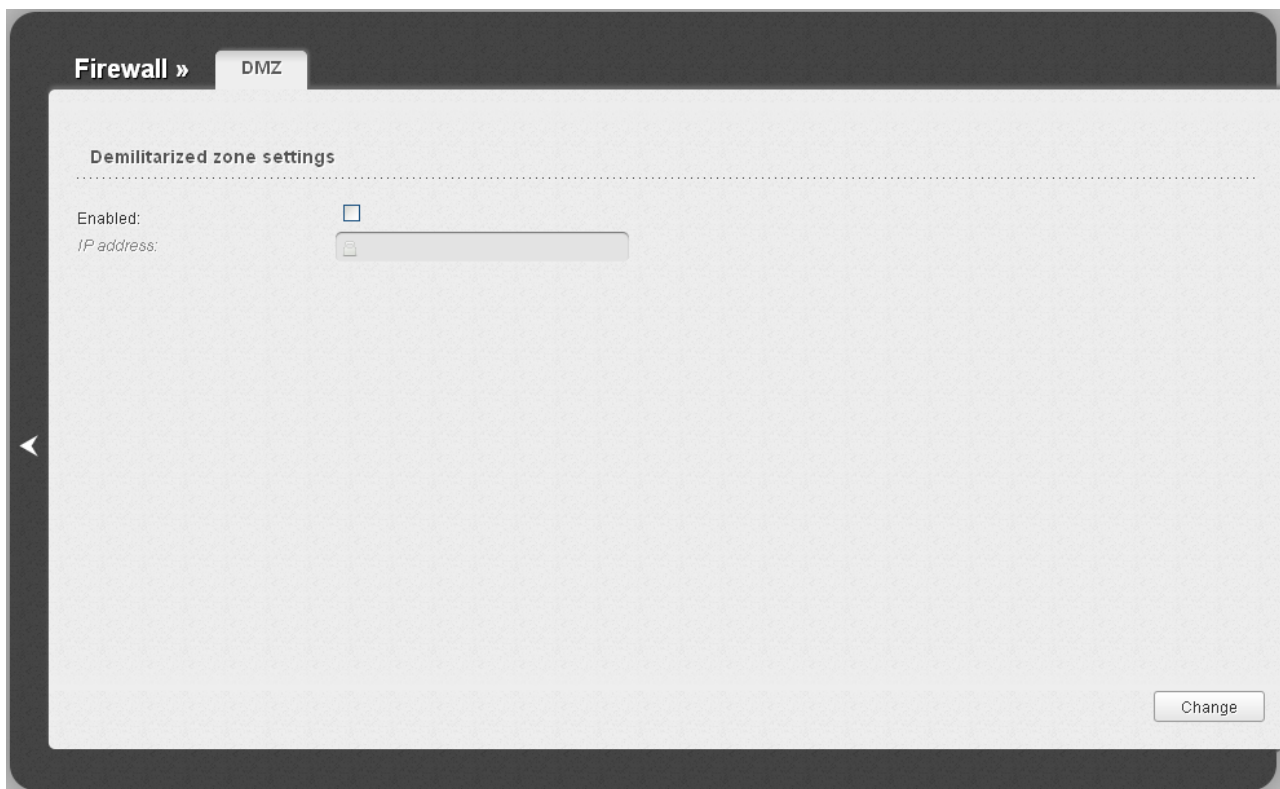 Firewall » DMZ
Demilitarized zone settings
Enabled:
IP address:
Change